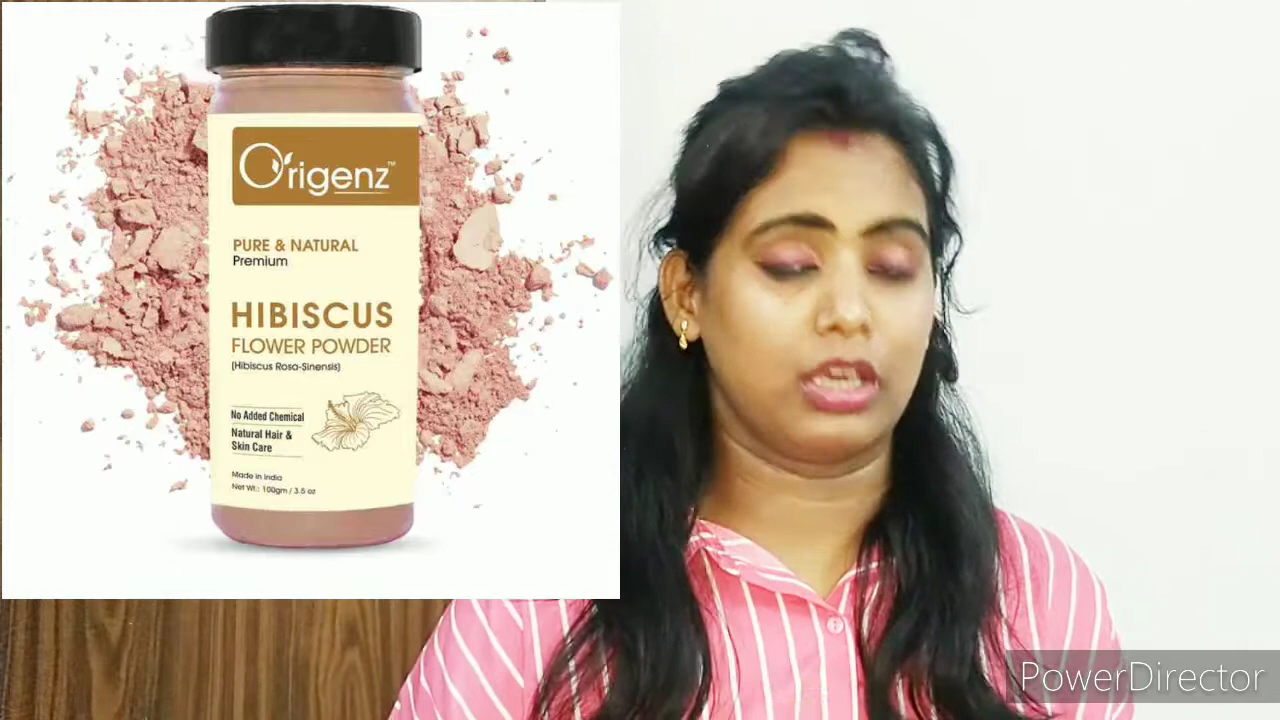 Origenz™
PURE & NATURAL
Premium
HIBISCUS
FLOWER POWDER
(Hibiscus Rosa-Sinensis)
No Added Chemical
Natural Hair &
Skin Care
Made in India
Net Wt.: 100gm / 3.5 oz
PowerDirector